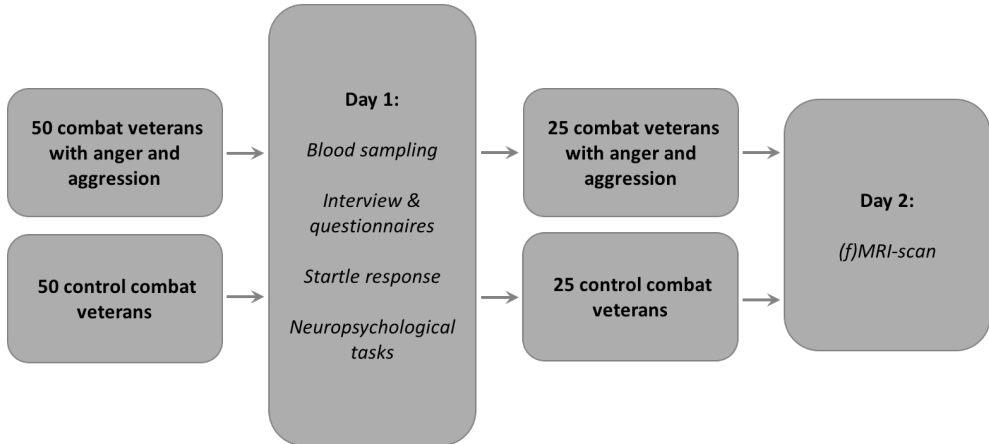 50 combat veterans
with anger and
aggression
50 control combat
veterans
Day 1:
Blood sampling
Interview &
questionnaires
Startle response
Neuropsychological
tasks
25 combat veterans
with anger and
aggression
25 control combat
veterans
Day 2:
(f)MRI-scan